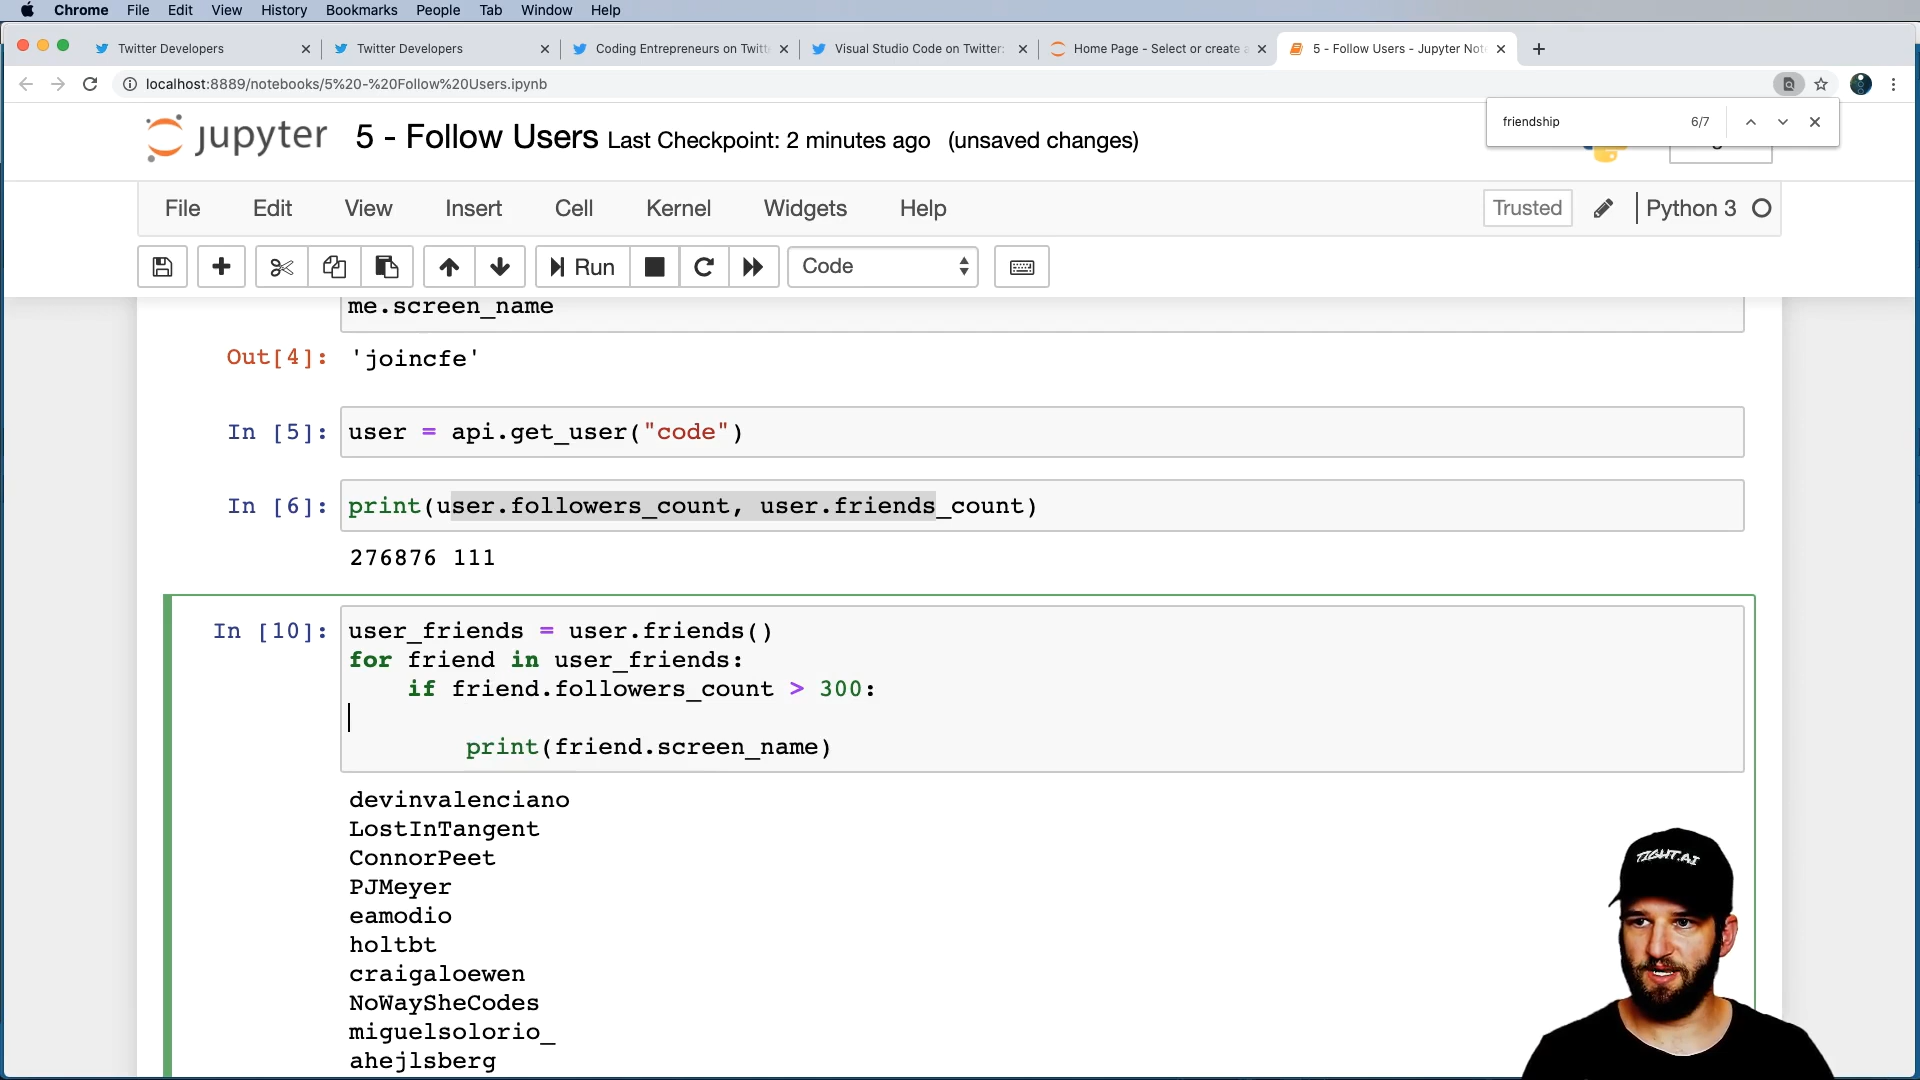 Chrome File Edit View History Bookmarks People Tab Window Help
Twitter Developers
Twitter Developers
Coding Entrepreneurs on Twitt
Visual Studio Code on Twitter:
Home Page - Select or create a
5 - Follow Users - Jupyter Not
localhost:8889/notebooks/5%20-%20Follow%20Users.ipynb
friendship 6/7
jupyter 5 - Follow Users Last Checkpoint: 2 minutes ago (unsaved changes)
File Edit View Insert Cell Kernel Widgets Help Trusted Python 3
Run Code
me.screen_name
Out[4]: 'joincfe'
In [5]: user = api.get_user("code")
In [6]: print(user.followers_count, user.friends_count)
276876 111
In [10]: user_friends = user.friends()
for friend in user_friends:
if friend.followers_count > 300:
print(friend.screen_name)
devinvalenciano
LostInTangent
ConnorPeet
PJMeyer
eamodio
holtbt
craigaloewen
NoWaySheCodes
miguelsolorio_
ahejlsberg
TIGHT.AI